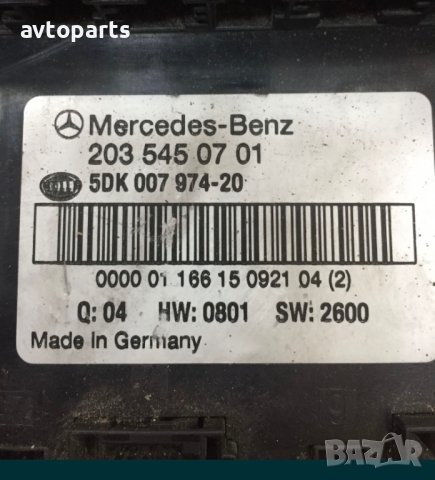 avtoparts
Mercedes-Benz
203 545 07 01
5DK 007 974-20
0000 01 166 15 0921 04 (2)
Q: 04 HW: 0801 SW: 2600
Made In Germany
BAZAR